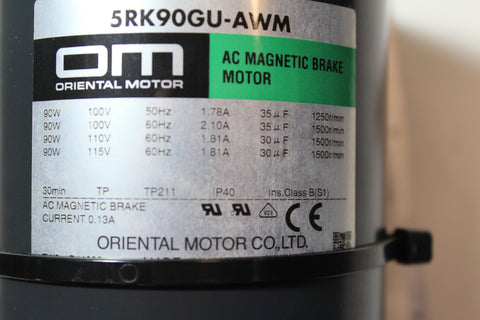 5RK90GU-AWM
OM
ORIENTAL MOTOR
AC MAGNETIC BRAKE
MOTOR
90W 100V 50Hz 1.78A 35μF 1250r/min
90W 100V 60Hz 2.10A 35μF 1500r/min
90W 110V 60Hz 1.81A 30μF 1500r/min
90W 115V 60Hz 1.81A 30μF 1500r/min
30min TP TP211 IP40 Ins.Class B(S1)
AC MAGNETIC BRAKE
CURRENT 0.13A
CE
ORIENTAL MOTOR CO.,LTD.